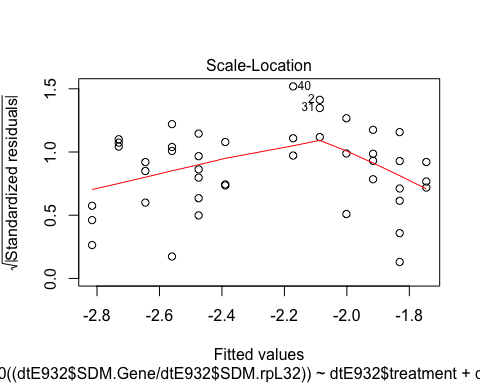 Scale-Location
√|Standardized residuals|
0.0 0.5 1.0 1.5
40
2
31
-2.8 -2.6 -2.4 -2.2 -2.0 -1.8
Fitted values
0((dtE932$SDM.Gene/dtE932$SDM.rpL32)) ~ dtE932$treatment + c